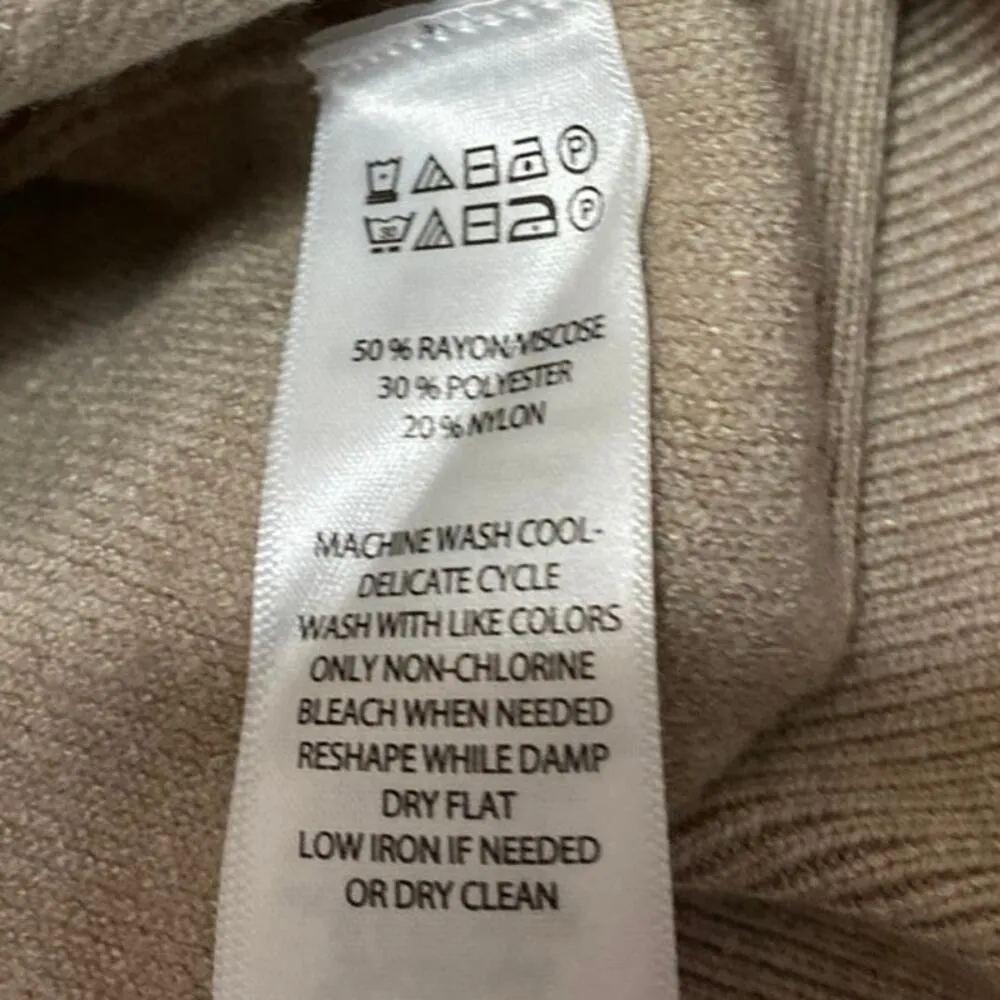 P
30 P
50 % RAYON/VISCOSE
30 % POLYESTER
20 % NYLON
MACHINE WASH COOL-
DELICATE CYCLE
WASH WITH LIKE COLORS
ONLY NON-CHLORINE
BLEACH WHEN NEEDED
RESHAPE WHILE DAMP
DRY FLAT
LOW IRON IF NEEDED
OR DRY CLEAN